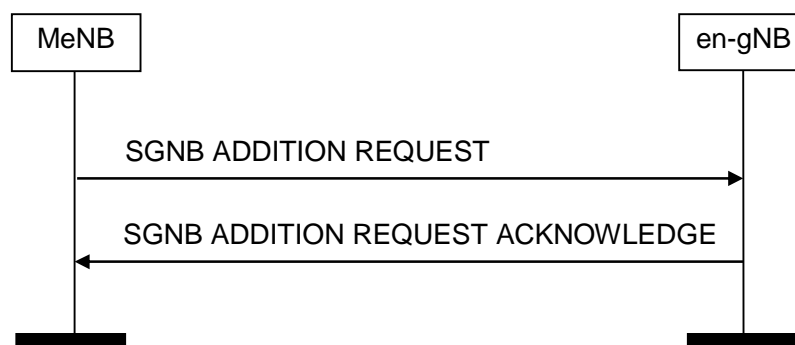 MeNB
en-gNB
SGNB ADDITION REQUEST
SGNB ADDITION REQUEST ACKNOWLEDGE